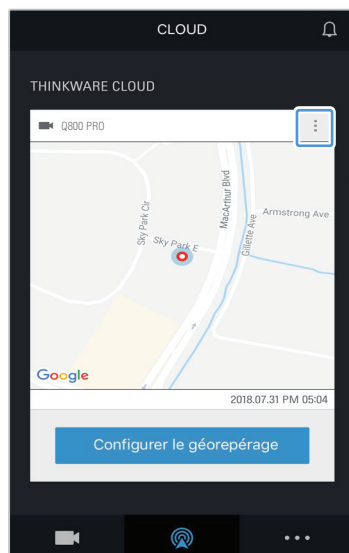 CLOUD
THINKWARE CLOUD
Q800 PRO
Sky Park Cir
MacArthur Blvd
Armstrong Ave
Gillette Ave
Sky Park E
Google
2018.07.31 PM 05:04
Configurer le géorepérage